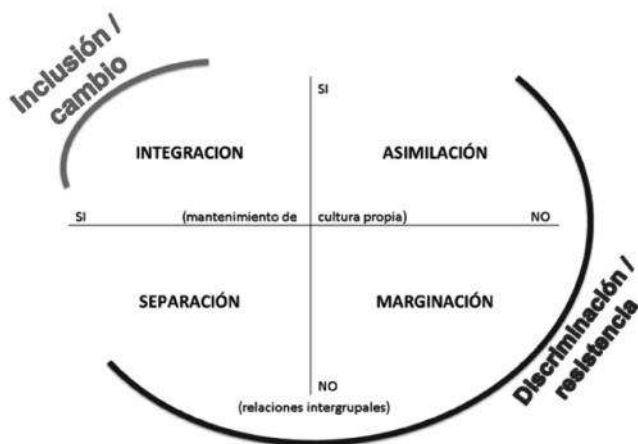 Inclusión /
cambio
SI
INTEGRACION
ASIMILACIÓN
SI
(mantenimiento de
cultura propia)
NO
SEPARACIÓN
MARGINACIÓN
NO
(relaciones intergrupales)
Discriminación /
resistencia